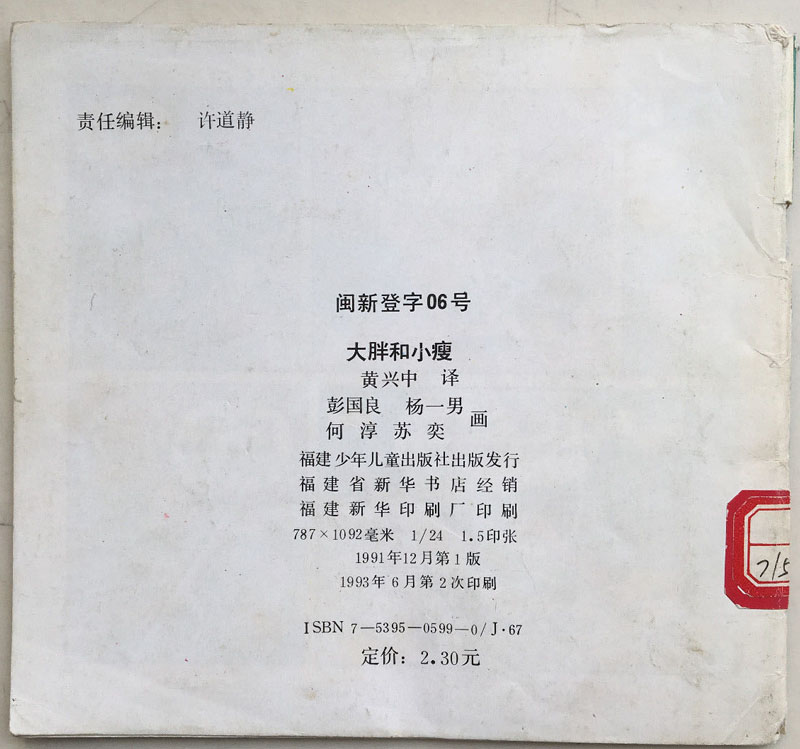 责任编辑： 许道静
闽新登字06号
大胖和小瘦
黄兴中 译
彭国良 杨一男
何淳苏奕 画
福建少年儿童出版社出版发行
福建省新华书店经销
福建新华印刷厂印刷
787×1092毫米 1/24 1.5印张
1991年12月第1版
1993年6月第2次印刷
ISBN 7—5395—0599—0/J·67
定价：2.30元